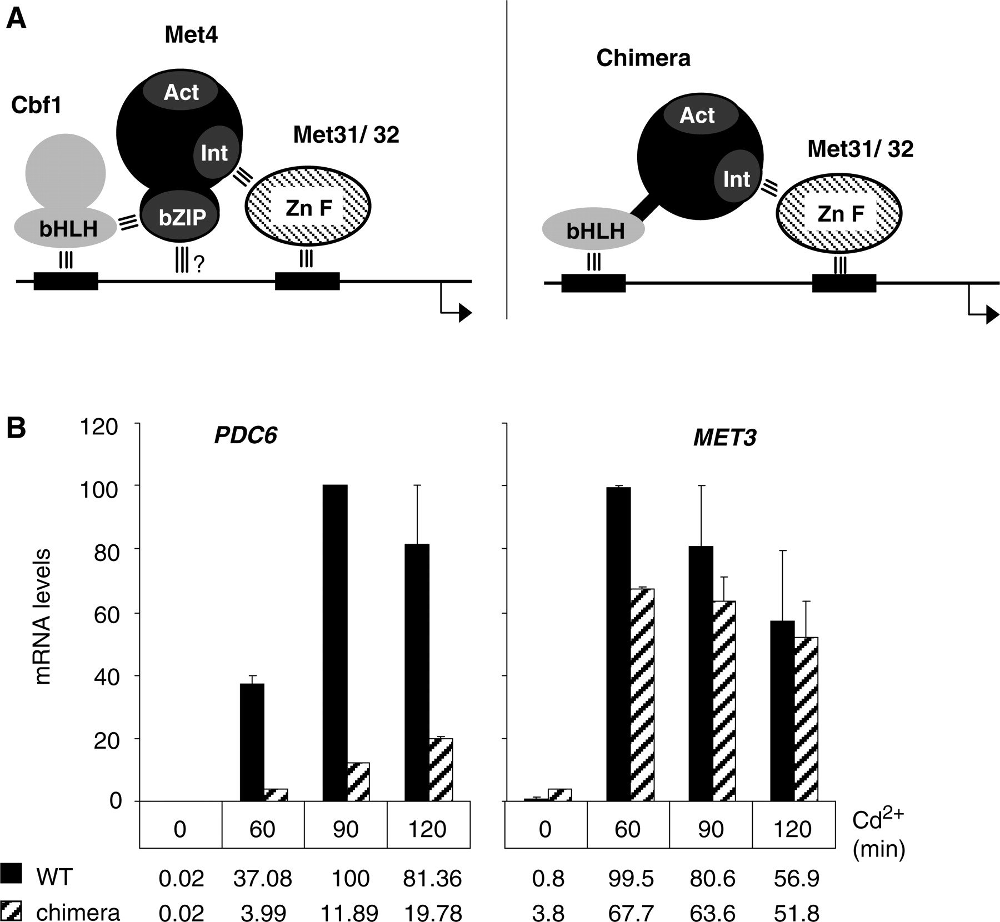 A
Met4
Cbf1
Act
Int
Met31/ 32
bZIP
Zn F
bHLH
?
Chimera
Act
Met31/ 32
Int
Zn F
bHLH
B
mRNA levels
120
100
80
60
40
20
0
PDC6
MET3
0 60 90 120 0 60 90 120 Cd2+
(min)
WT 0.02 37.08 100 81.36 0.8 99.5 80.6 56.9
chimera 0.02 3.99 11.89 19.78 3.8 67.7 63.6 51.8